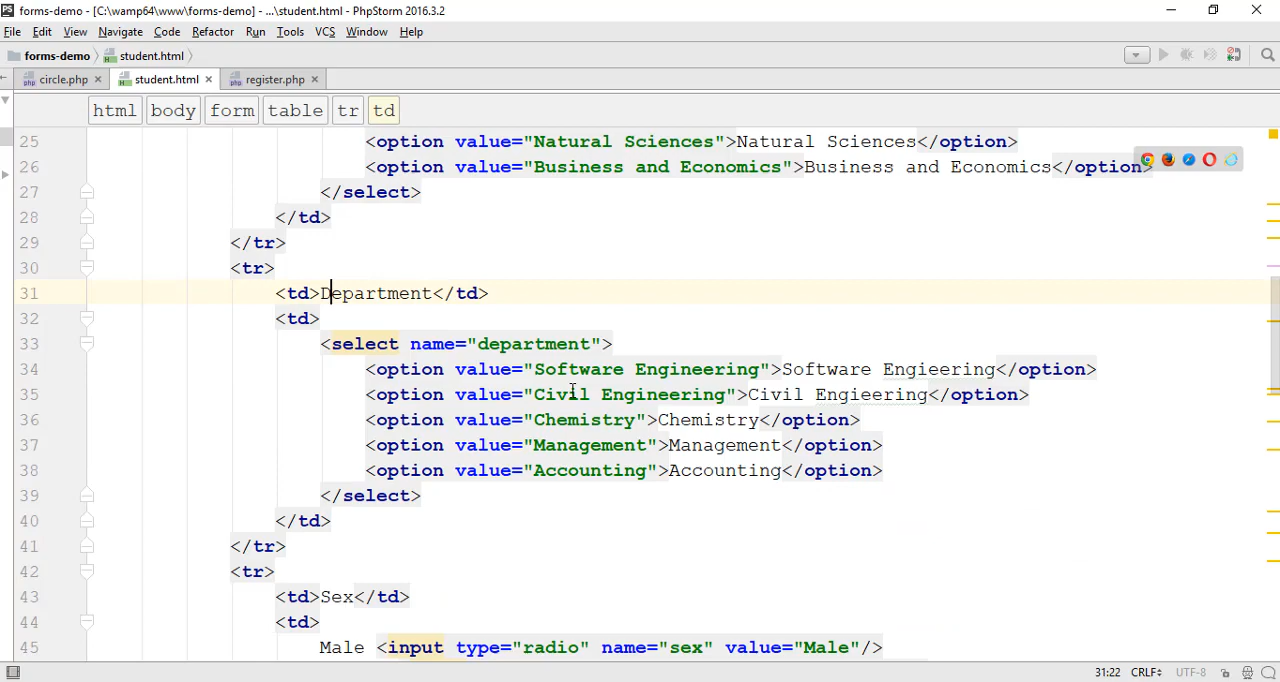 PS forms-demo - [C:\wamp64\www\forms-demo] - ...\student.html - PhpStorm 2016.3.2
File Edit View Navigate Code Refactor Run Tools VCS Window Help
forms-demo student.html
circle.php student.html register.php
html body form table tr td
25 <option value="Natural Sciences">Natural Sciences</option>
26 <option value="Business and Economics">Business and Economics</option>
27 </select>
28 </td>
29 </tr>
30 <tr>
31 <td>Department</td>
32 <td>
33 <select name="department">
34 <option value="Software Engineering">Software Engieering</option>
35 <option value="Civil Engineering">Civil Engieering</option>
36 <option value="Chemistry">Chemistry</option>
37 <option value="Management">Management</option>
38 <option value="Accounting">Accounting</option>
39 </select>
40 </td>
41 </tr>
42 <tr>
43 <td>Sex</td>
44 <td>
45 Male <input type="radio" name="sex" value="Male"/>
31:22 CRLF UTF-8